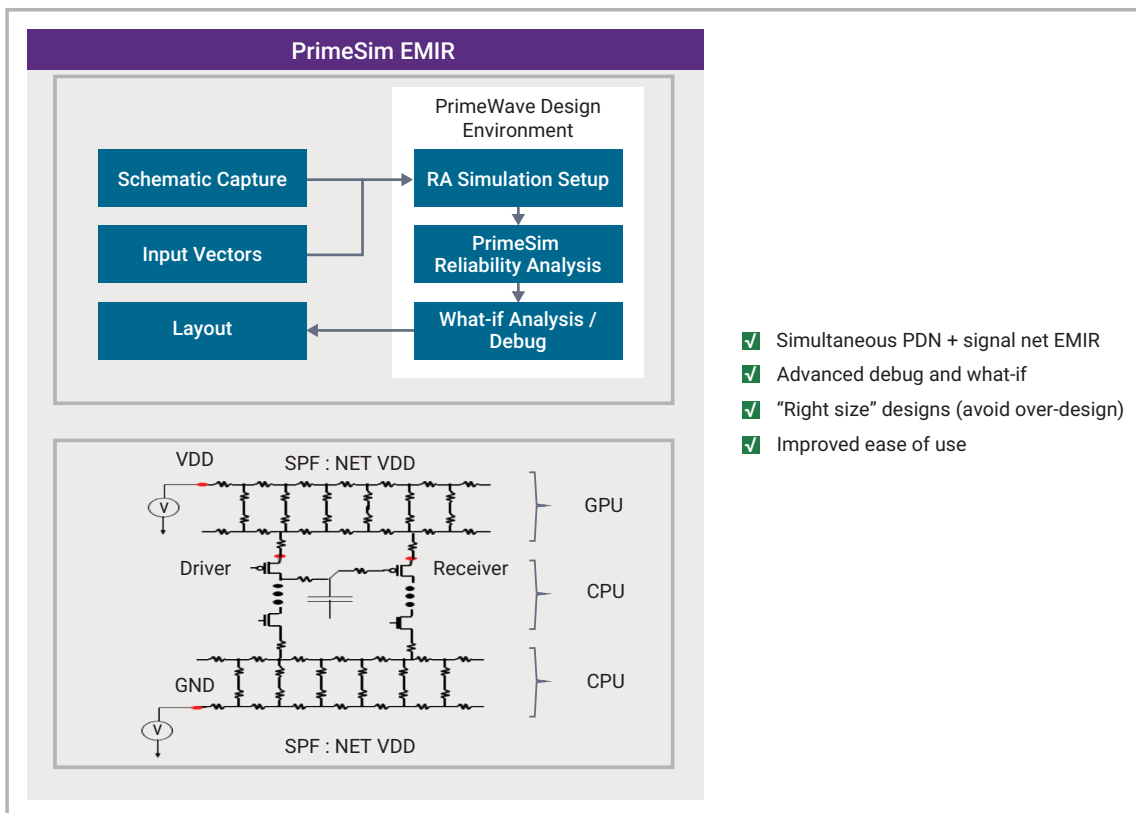 PrimeSim EMIR
PrimeWave Design
Environment
Schematic Capture
RA Simulation Setup
Input Vectors
PrimeSim
Reliability Analysis
Layout
What-if Analysis /
Debug
Simultaneous PDN + signal net EMIR
Advanced debug and what-if
“Right size” designs (avoid over-design)
Improved ease of use
VDD
SPF : NET VDD
V
GPU
Driver
Receiver
CPU
GND
CPU
V
SPF : NET VDD